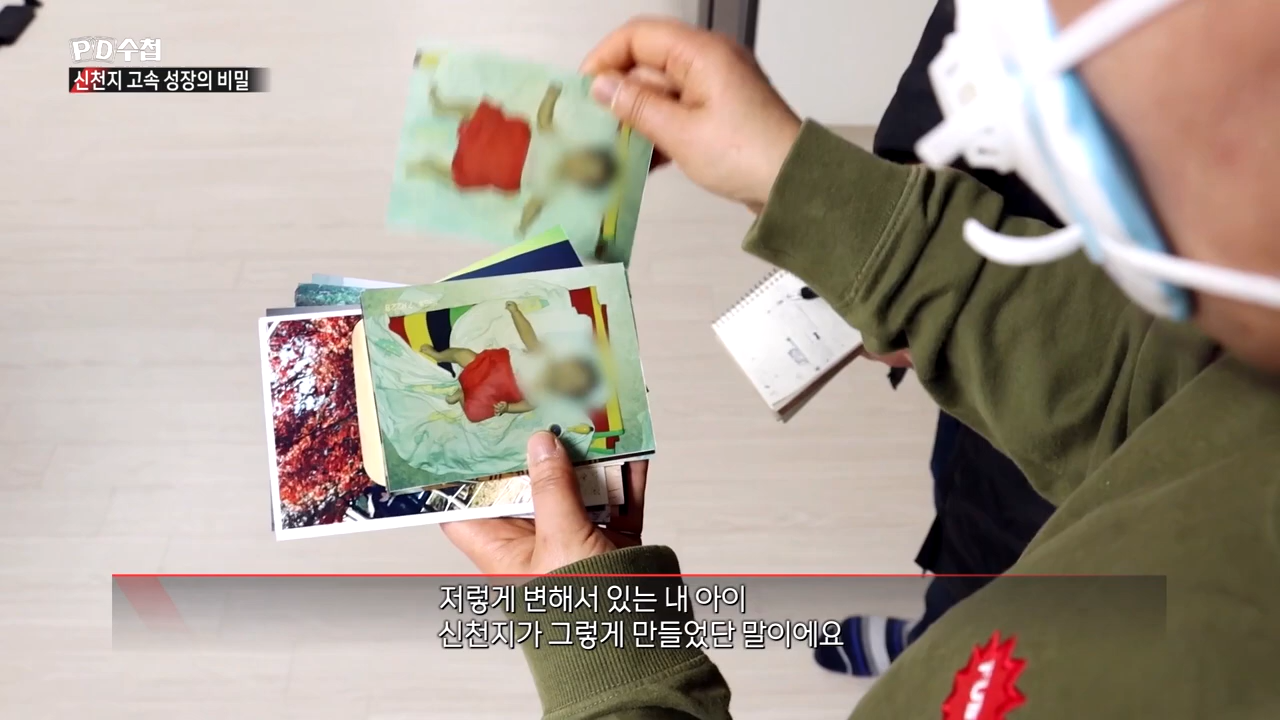 PD수첩
신천지 고속 성장의 비밀
저렇게 변해서 있는 내 아이
신천지가 그렇게 만들었단 말이에요